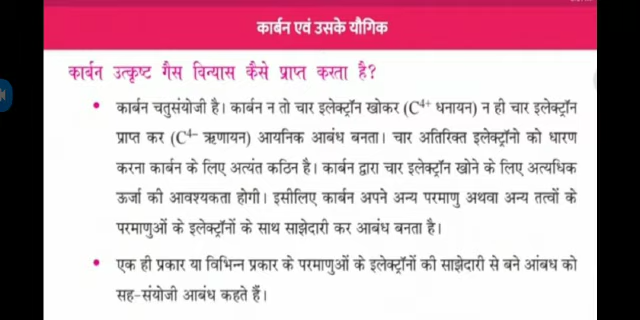 कार्बन एवं उसके यौगिक
कार्बन उत्कृष्ट गैस विन्यास कैसे प्राप्त करता है?
• कार्बन चतुसंयोजी है। कार्बन न तो चार इलेक्ट्रॉन खोकर (C⁴⁺ धनायन) न ही चार इलेक्ट्रॉन
प्राप्त कर (C⁴⁻ ऋणायन) आयनिक आबंध बनता। चार अतिरिक्त इलेक्ट्रानो को धारण
करना कार्बन के लिए अत्यंत कठिन है। कार्बन द्वारा चार इलेक्ट्रॉन खोने के लिए अत्यधिक
ऊर्जा की आवश्यकता होगी। इसीलिए कार्बन अपने अन्य परमाणु अथवा अन्य तत्वों के
परमाणुओं के इलेक्ट्रॉनों के साथ साझेदारी कर आबंध बनता है।
• एक ही प्रकार या विभिन्न प्रकार के परमाणुओं के इलेक्ट्रॉनों की साझेदारी से बने आंबध को
सह-संयोजी आबंध कहते हैं।